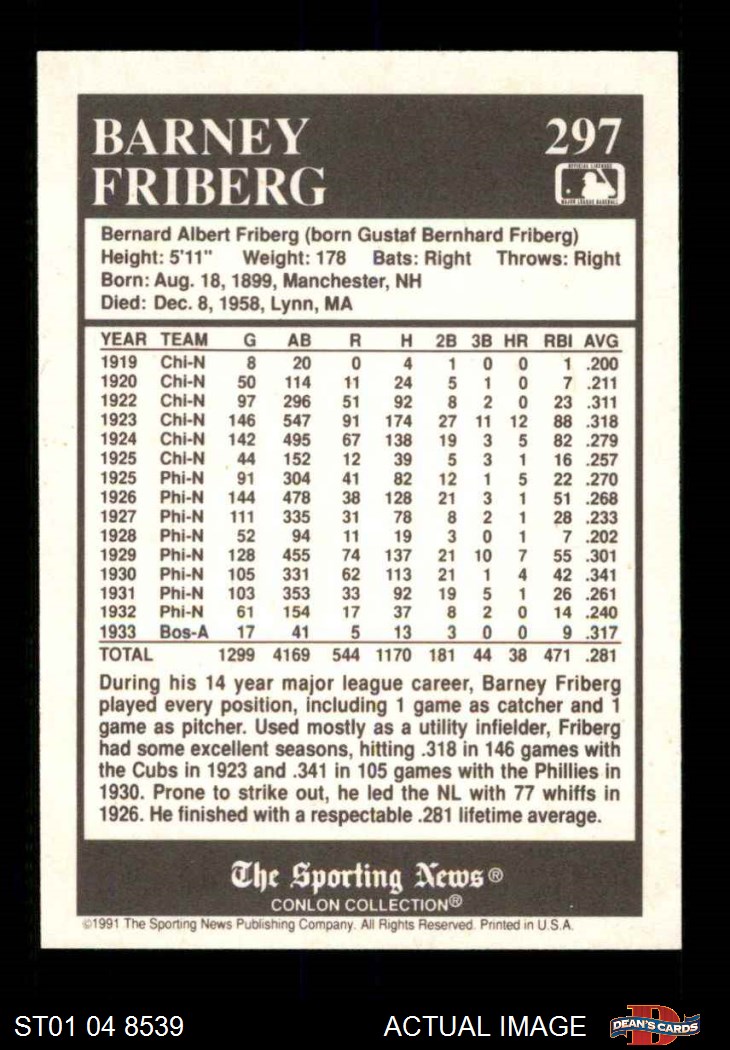 BARNEY 297
FRIBERG
OFFICIAL LICENSEE
MAJOR LEAGUE BASEBALL
Bernard Albert Friberg (born Gustaf Bernhard Friberg)
Height: 5'11" Weight: 178 Bats: Right Throws: Right
Born: Aug. 18, 1899, Manchester, NH
Died: Dec. 8, 1958, Lynn, MA
YEAR TEAM G AB R H 2B 3B HR RBI AVG
1919 Chi-N 8 20 0 4 1 0 0 1 .200
1920 Chi-N 50 114 11 24 5 1 0 7 .211
1922 Chi-N 97 296 51 92 8 2 0 23 .311
1923 Chi-N 146 547 91 174 27 11 12 88 .318
1924 Chi-N 142 495 67 138 19 3 5 82 .279
1925 Chi-N 44 152 12 39 5 3 1 16 .257
1925 Phi-N 91 304 41 82 12 1 5 22 .270
1926 Phi-N 144 478 38 128 21 3 1 51 .268
1927 Phi-N 111 335 31 78 8 2 1 28 .233
1928 Phi-N 52 94 11 19 3 0 1 7 .202
1929 Phi-N 128 455 74 137 21 10 7 55 .301
1930 Phi-N 105 331 62 113 21 1 4 42 .341
1931 Phi-N 103 353 33 92 19 5 1 26 .261
1932 Phi-N 61 154 17 37 8 2 0 14 .240
1933 Bos-A 17 41 5 13 3 0 0 9 .317
TOTAL 1299 4169 544 1170 181 44 38 471 .281
During his 14 year major league career, Barney Friberg
played every position, including 1 game as catcher and 1
game as pitcher. Used mostly as a utility infielder, Friberg
had some excellent seasons, hitting .318 in 146 games with
the Cubs in 1923 and .341 in 105 games with the Phillies in
1930. Prone to strike out, he led the NL with 77 whiffs in
1926. He finished with a respectable .281 lifetime average.
The Sporting News®
CONLON COLLECTION®
©1991 The Sporting News Publishing Company. All Rights Reserved. Printed in U.S.A.
ST01 04 8539 ACTUAL IMAGE DEAN'S CARDS